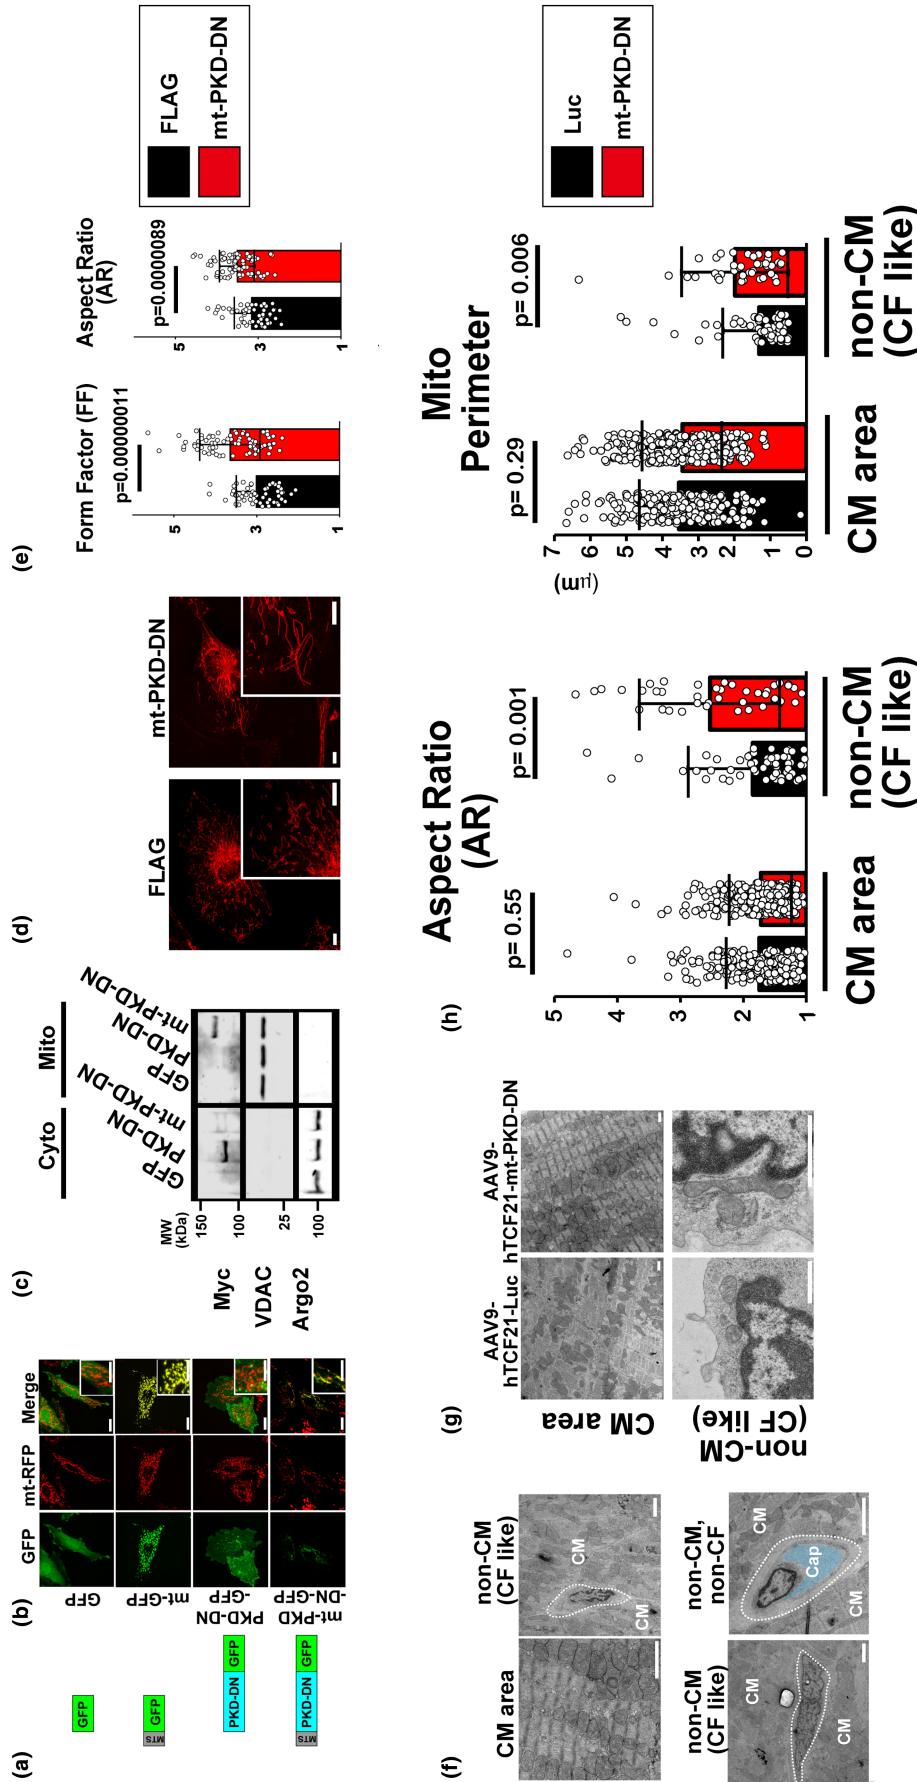 (a)
GFP
MTS GFP
PKD-DN GFP
MTS PKD-DN GFP
(b)
GFP
mt-RFP
Merge
GFP
mt-GFP
PKD-DN
-GFP
mt-PKD
-DN-GFP
(c)
Cyto
Mito
GFP
PKD-DN
mt-PKD-DN
GFP
PKD-DN
mt-PKD-DN
MW
(kDa)
150
100
25
100
Myc
VDAC
Argo2
(d)
FLAG
mt-PKD-DN
(e)
Form Factor (FF)
p=0.00000011
5
3
1
Aspect Ratio
(AR)
p=0.0000089
5
3
1
FLAG
mt-PKD-DN
(f)
CM area
non-CM
(CF like)
CM
CM
non-CM
(CF like)
CM
CM
non-CM,
non-CF
CM
Cap
CM
(g)
AAV9-
hTCF21-Luc
AAV9-
hTCF21-mt-PKD-DN
CM area
non-CM
(CF like)
(h)
Aspect Ratio
(AR)
p= 0.55
p= 0.001
5
4
3
2
1
CM area
non-CM
(CF like)
Mito
Perimeter
p= 0.29
p= 0.006
(μm)
7
6
5
4
3
2
1
0
CM area
non-CM
(CF like)
Luc
mt-PKD-DN